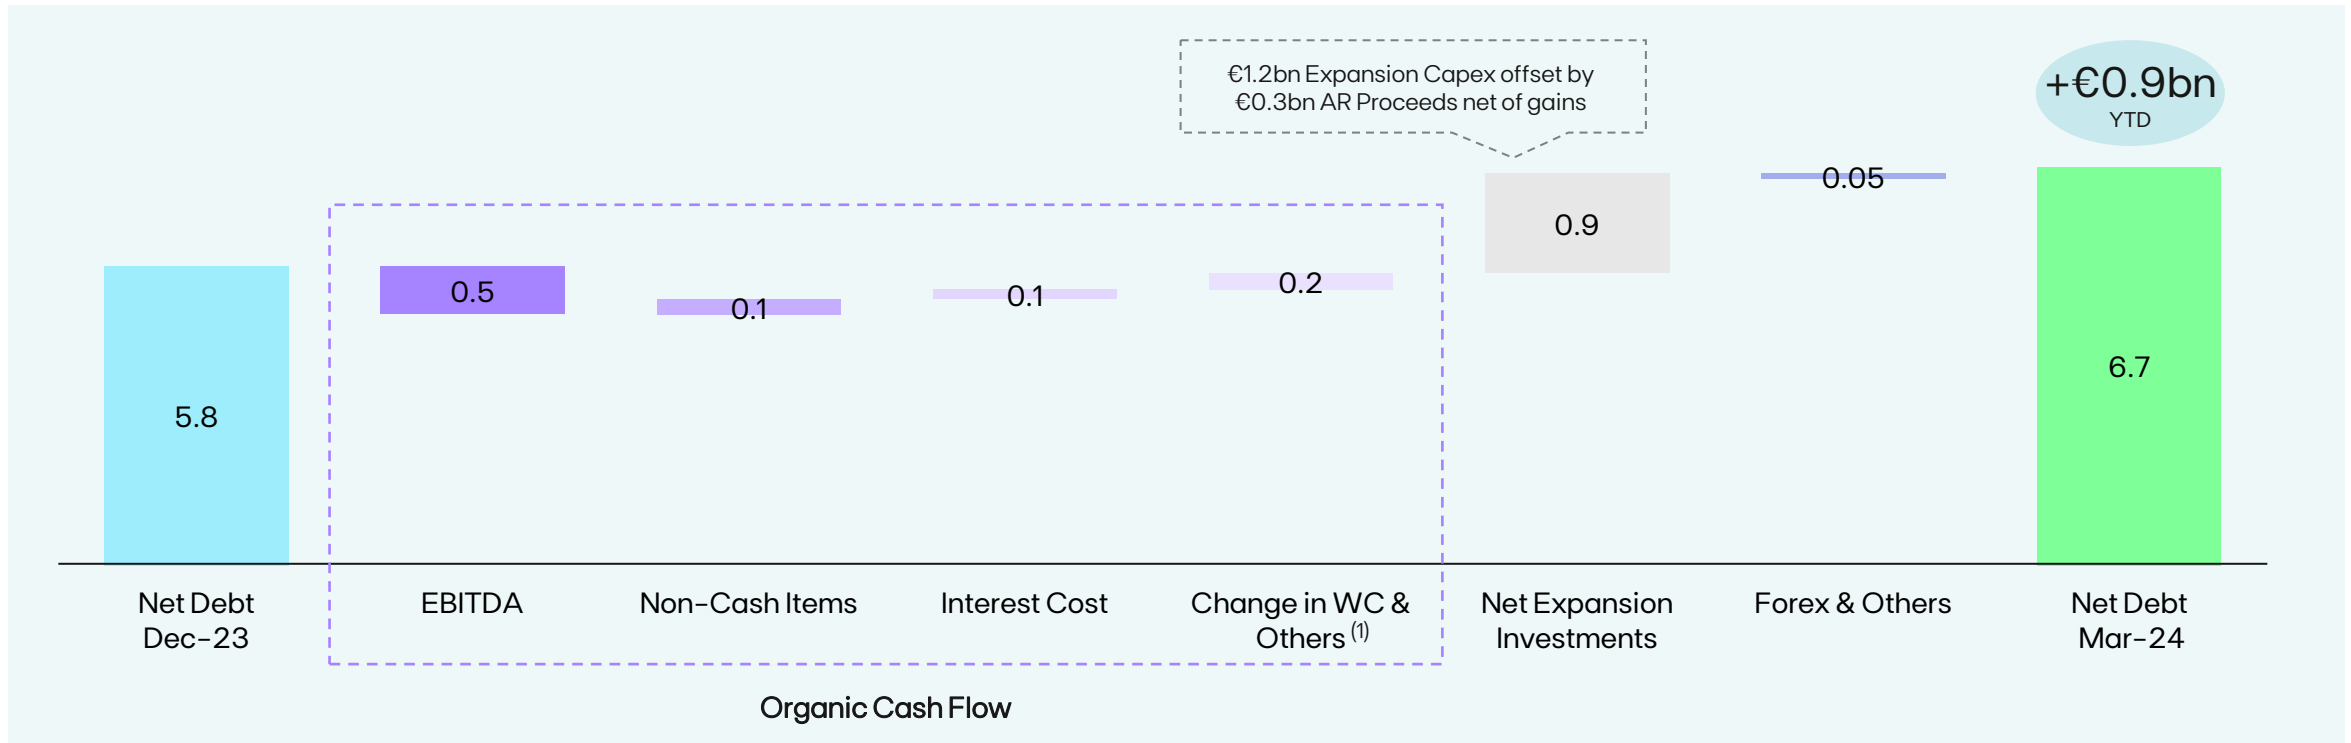 €1.2bn Expansion Capex offset by
€0.3bn AR Proceeds net of gains
+€0.9bn
YTD
5.8
0.5
0.1
0.1
0.2
0.9
0.05
6.7
Net Debt
Dec-23
EBITDA
Non-Cash Items
Interest Cost
Change in WC &
Others (1)
Net Expansion
Investments
Forex & Others
Net Debt
Mar-24
Organic Cash Flow